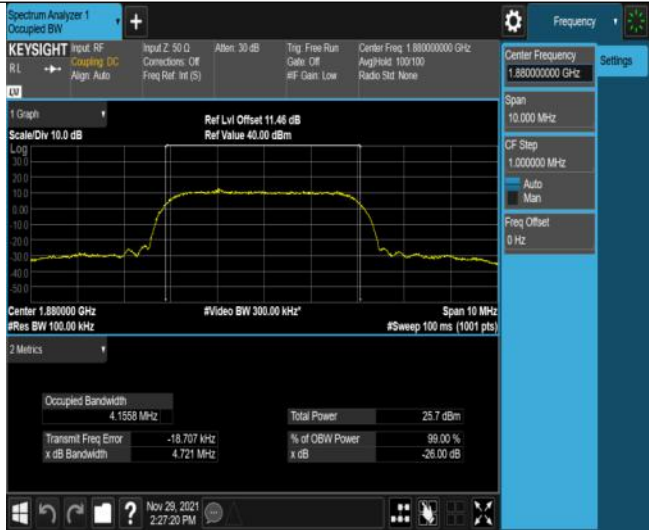 Spectrum Analyzer 1
Occupied BW
+
Frequency
KEYSIGHT
RL
LV
Input: RF
Coupling: DC
Align: Auto
Input Z: 50 Ω
Corrections: Off
Freq Ref: Int (S)
Atten: 30 dB
Trig: Free Run
Gate: Off
#IF Gain: Low
Center Freq: 1.880000000 GHz
Avg|Hold: 100/100
Radio Std: None
Center Frequency
1.880000000 GHz
Settings
Span
10.000 MHz
CF Step
1.000000 MHz
Auto
Man
Freq Offset
0 Hz
1 Graph
Scale/Div 10.0 dB
Ref Lvl Offset 11.46 dB
Ref Value 40.00 dBm
Log
30.0
20.0
10.0
0.00
-10.0
-20.0
-30.0
-40.0
-50.0
Center 1.880000 GHz
#Res BW 100.00 kHz
#Video BW 300.00 kHz*
Span 10 MHz
#Sweep 100 ms (1001 pts)
2 Metrics
Occupied Bandwidth
4.1558 MHz
Transmit Freq Error -18.707 kHz
x dB Bandwidth 4.721 MHz
Total Power 25.7 dBm
% of OBW Power 99.00 %
x dB -26.00 dB
?
Nov 29, 2021
2:27:20 PM